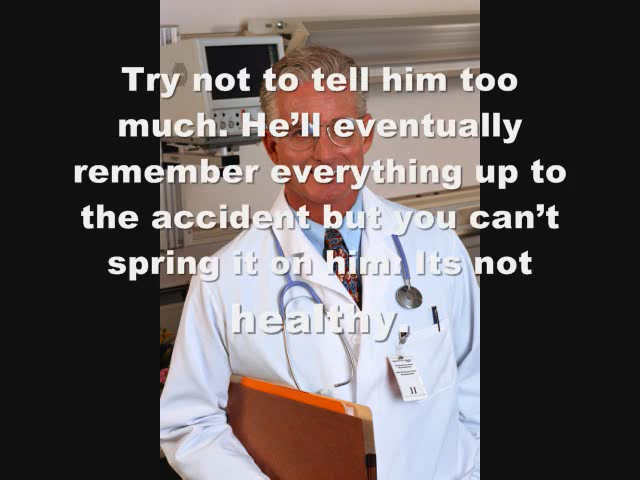 Try not to tell him too
much. He’ll eventually
remember everything up to
the accident but you can’t
spring it on him. Its not
healthy.